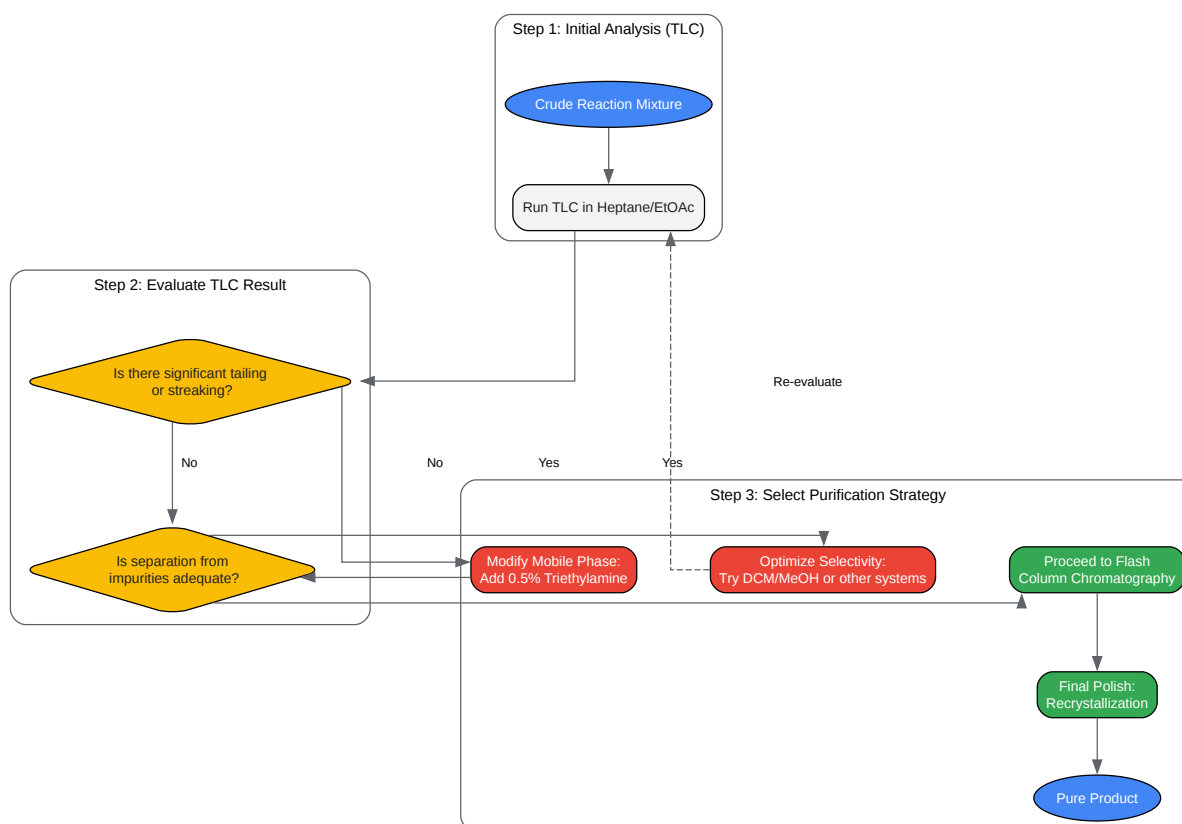 Step 1: Initial Analysis (TLC)
Crude Reaction Mixture
Run TLC in Heptane/EtOAc
Step 2: Evaluate TLC Result
Is there significant tailing
or streaking?
Re-evaluate
No
No
Yes
Yes
Step 3: Select Purification Strategy
Is separation from
impurities adequate?
Modify Mobile Phase:
Add 0.5% Triethylamine
Optimize Selectivity:
Try DCM/MeOH or other systems
Proceed to Flash
Column Chromatography
Final Polish:
Recrystallization
Pure Product